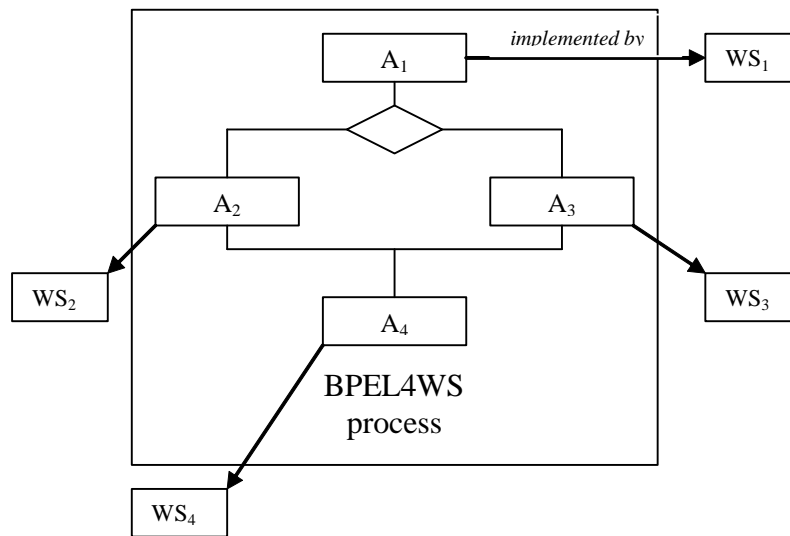 implemented by
A₁
WS₁
A₂
A₃
WS₂
WS₃
A₄
BPEL4WS
process
WS₄